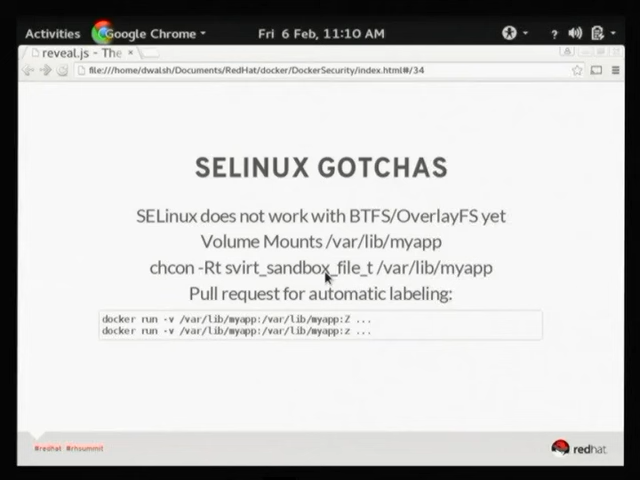 Activities Google Chrome Fri 6 Feb, 11:10 AM ?
reveal.js - The
file:///home/dwalsh/Documents/RedHat/docker/DockerSecurity/index.html#/34
SELINUX GOTCHAS
SELinux does not work with BTFS/OverlayFS yet
Volume Mounts /var/lib/myapp
chcon -Rt svirt_sandbox_file_t /var/lib/myapp
Pull request for automatic labeling:
docker run -v /var/lib/myapp:/var/lib/myapp:Z ...
docker run -v /var/lib/myapp:/var/lib/myapp:z ...
#redhat #rhsummit
redhat